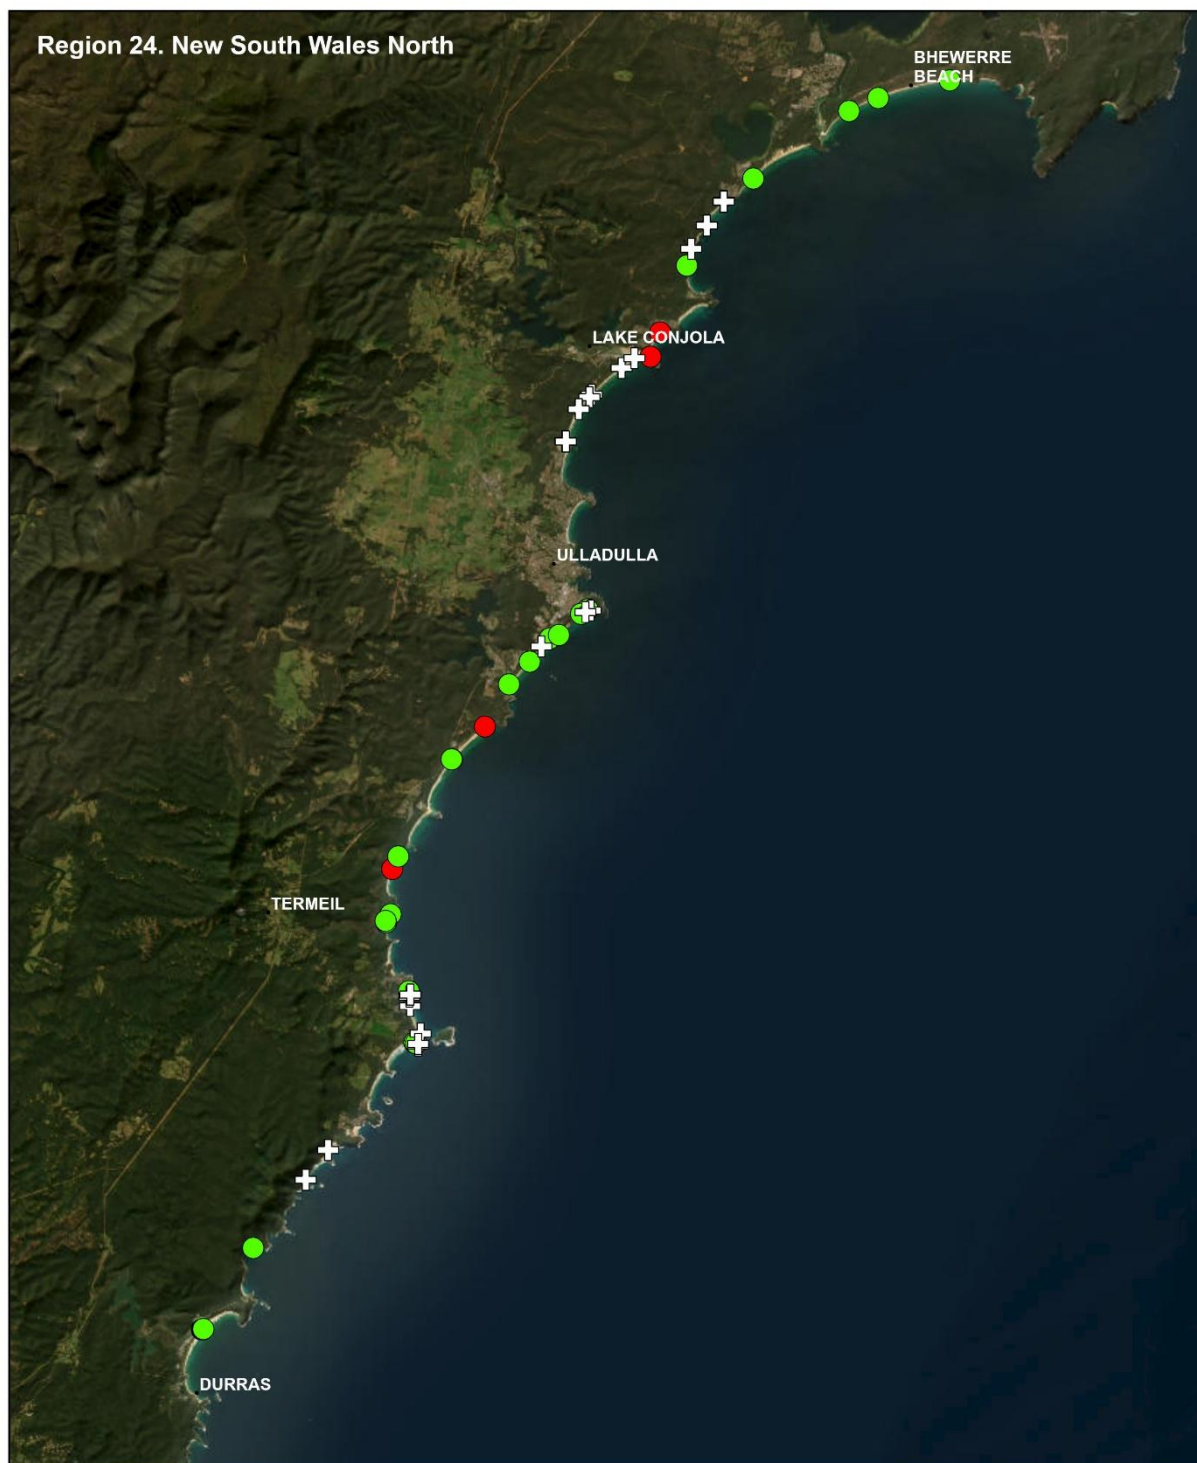 Region 24. New South Wales North
BHEWERRE
BEACH
LAKE CONJOLA
ULLADULLA
TERMEIL
DURRAS